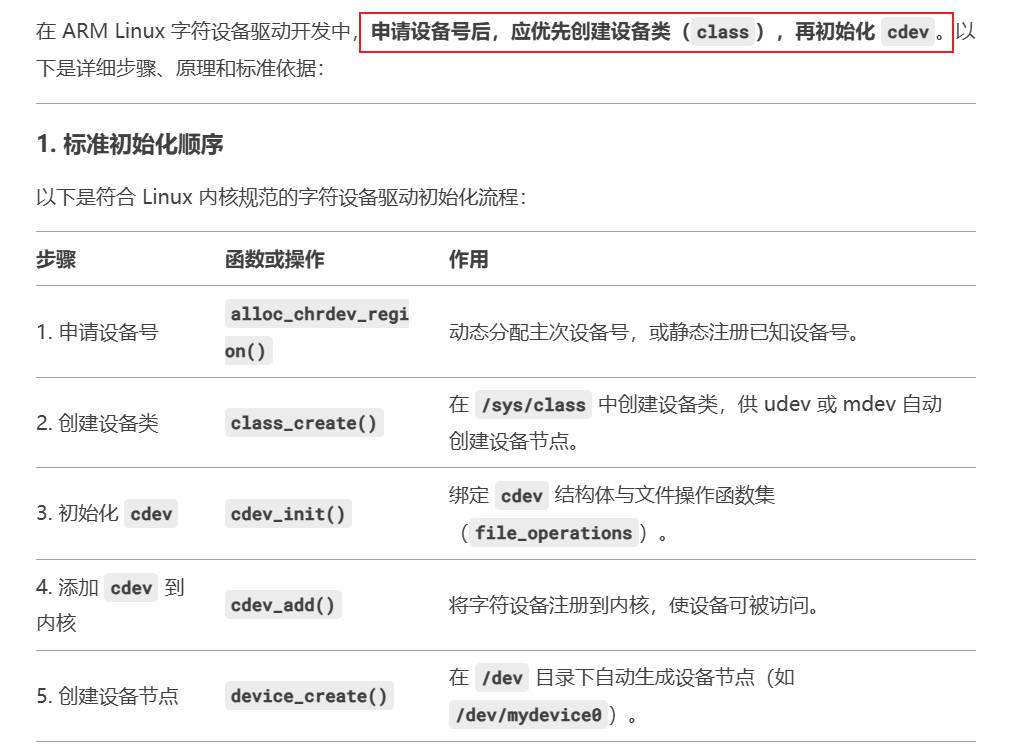 在 ARM Linux 字符设备驱动开发中，申请设备号后，应优先创建设备类（class），再初始化 cdev。以
下是详细步骤、原理和标准依据：
1. 标准初始化顺序
以下是符合 Linux 内核规范的字符设备驱动初始化流程：
步骤 函数或操作 作用
1. 申请设备号
alloc_chrdev_regi
on()
动态分配主次设备号，或静态注册已知设备号。
2. 创建设备类
class_create()
在 /sys/class 中创建设备类，供 udev 或 mdev 自动
创建设备节点。
3. 初始化 cdev
cdev_init()
绑定 cdev 结构体与文件操作函数集
（file_operations）。
4. 添加 cdev 到
内核
cdev_add()
将字符设备注册到内核，使设备可被访问。
5. 创建设备节点
device_create()
在 /dev 目录下自动生成设备节点（如
/dev/mydevice0）。